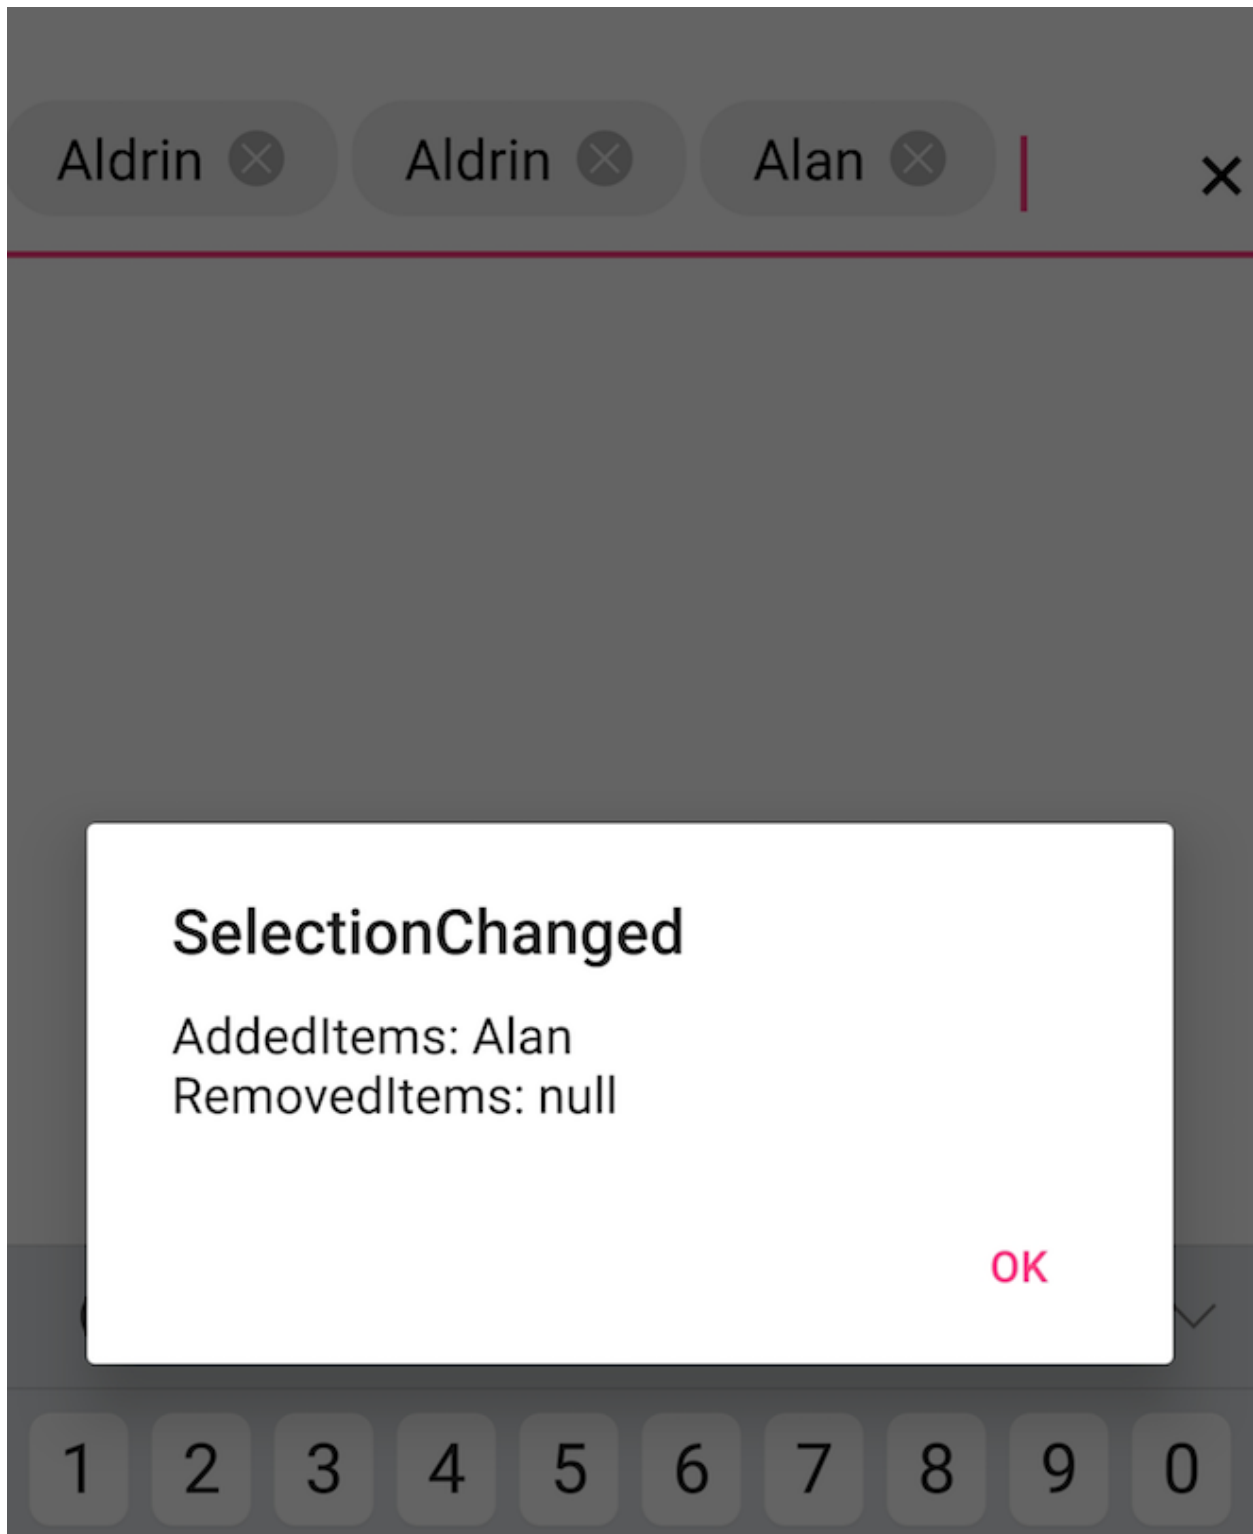 Aldrin Aldrin Alan
SelectionChanged
AddedItems: Alan
RemovedItems: null
OK
1 2 3 4 5 6 7 8 9 0